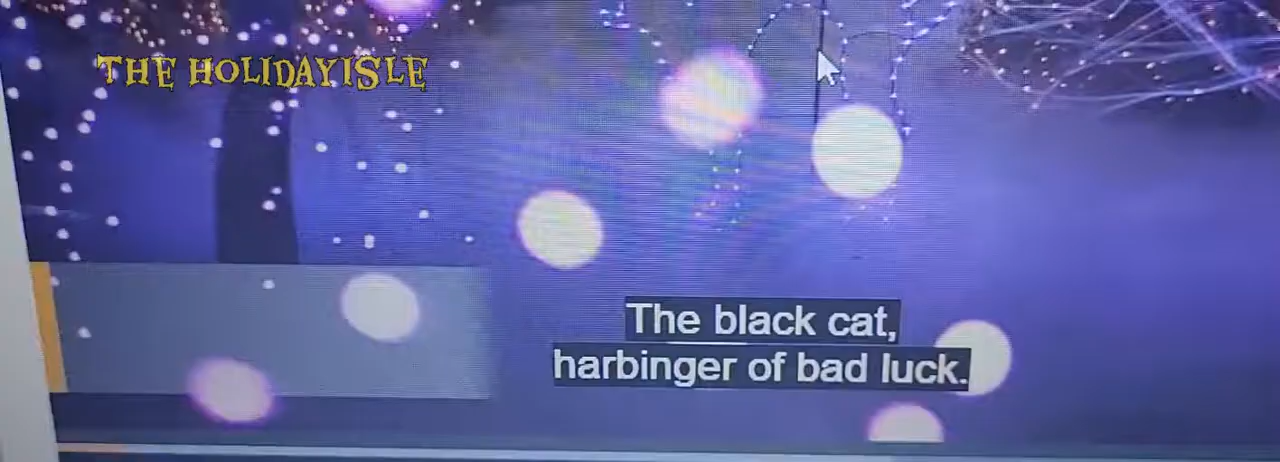 THE HOLIDAYISLE
The black cat,
harbinger of bad luck.